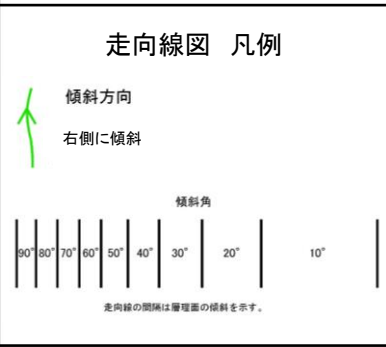 走向線図 凡例
傾斜方向
右側に傾斜
傾斜角
90° 80° 70° 60° 50° 40° 30° 20° 10°
走向線の間隔は層理面の傾斜を示す。